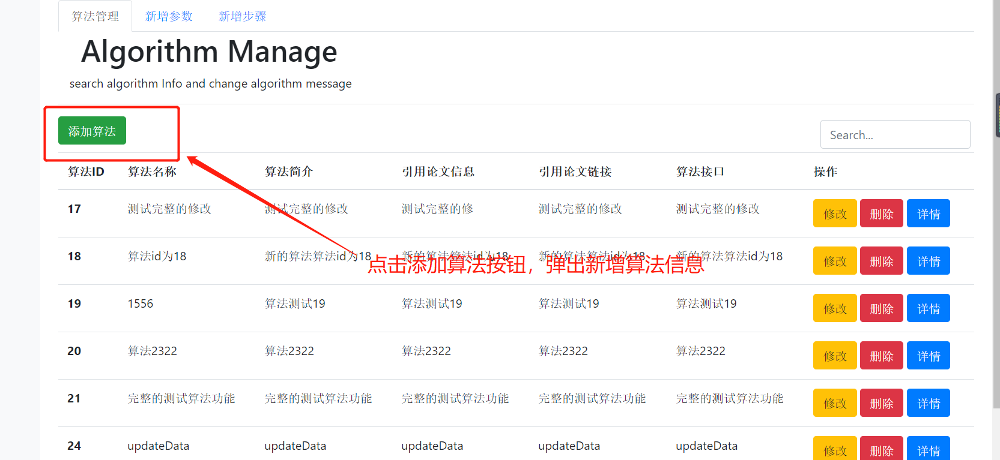 算法管理 新增参数 新增步骤
Algorithm Manage
search algorithm Info and change algorithm message
添加算法
Search...
算法ID 算法名称 算法简介 引用论文信息 引用论文链接 算法接口 操作
17 测试完整的修改 测试完整的修改 测试完整的修 测试完整的修改 测试完整的修改 修改 删除 详情
18 算法id为18 新的算法算法id为18 新的算法算法id为18 新的算法算法id为18 新的算法算法id为18 修改 删除 详情
点击添加算法按钮，弹出新增算法信息
19 1556 算法测试19 算法测试19 算法测试19 算法测试19 修改 删除 详情
20 算法2322 算法2322 算法2322 算法2322 算法2322 修改 删除 详情
21 完整的测试算法功能 完整的测试算法功能 完整的测试算法功能 完整的测试算法功能 完整的测试算法功能 修改 删除 详情
24 updateData updateData updateData updateData updateData 修改 删除 详情